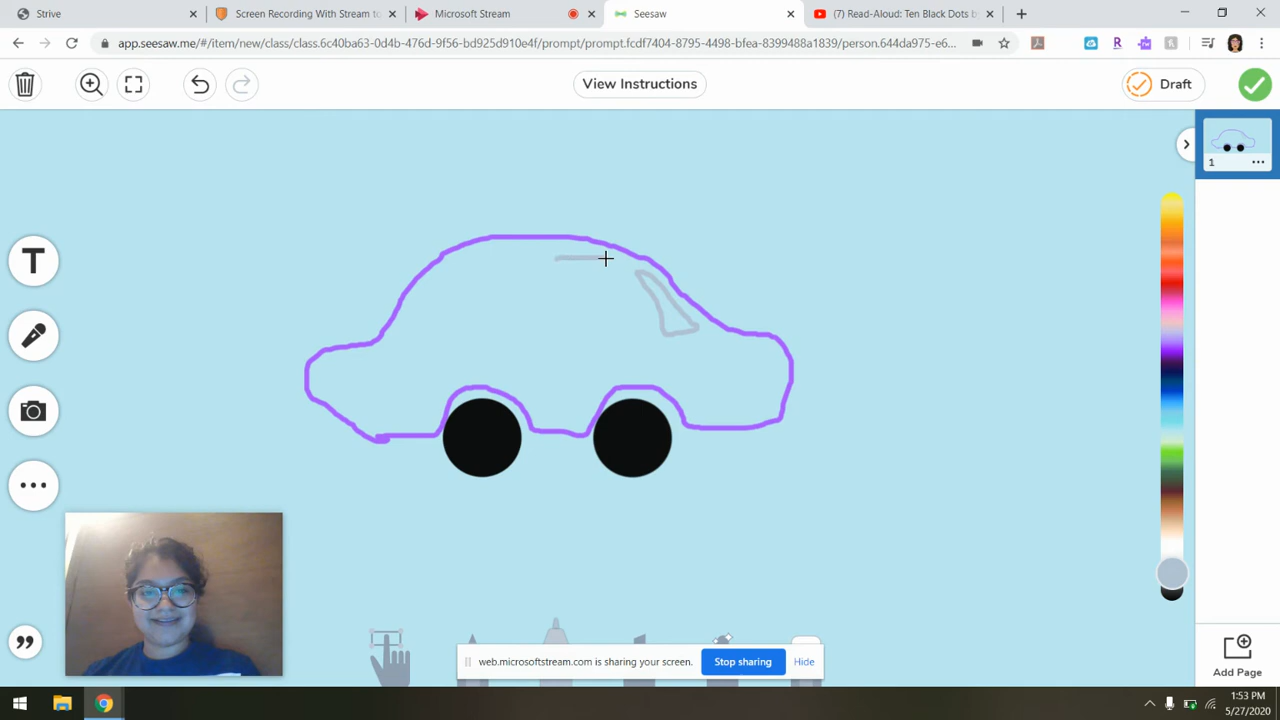 Strive
Screen Recording With Stream to
Microsoft Stream
Seesaw
(7) Read-Aloud: Ten Black Dots b
app.seesaw.me/#/item/new/class/class.6c40ba63-0d4b-476d-9f56-bd925d910e4f/prompt/prompt.fcdf7404-8795-4498-bfea-8399488a1839/person.644da975-e6...
View Instructions
Draft
1
T
web.microsoftstream.com is sharing your screen.
Stop sharing
Hide
Add Page
1:53 PM
5/27/2020